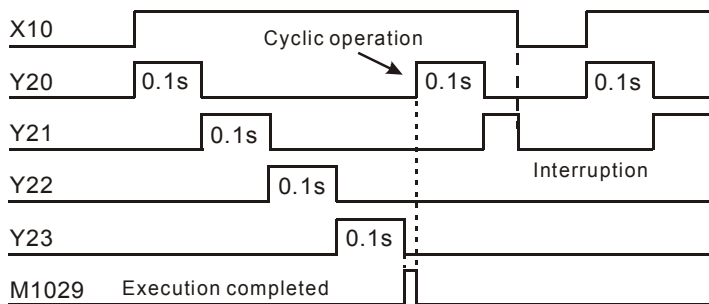 X10
Cyclic operation
Y20 0.1s 0.1s 0.1s
Y21 0.1s
Interruption
Y22 0.1s
Y23 0.1s
M1029 Execution completed